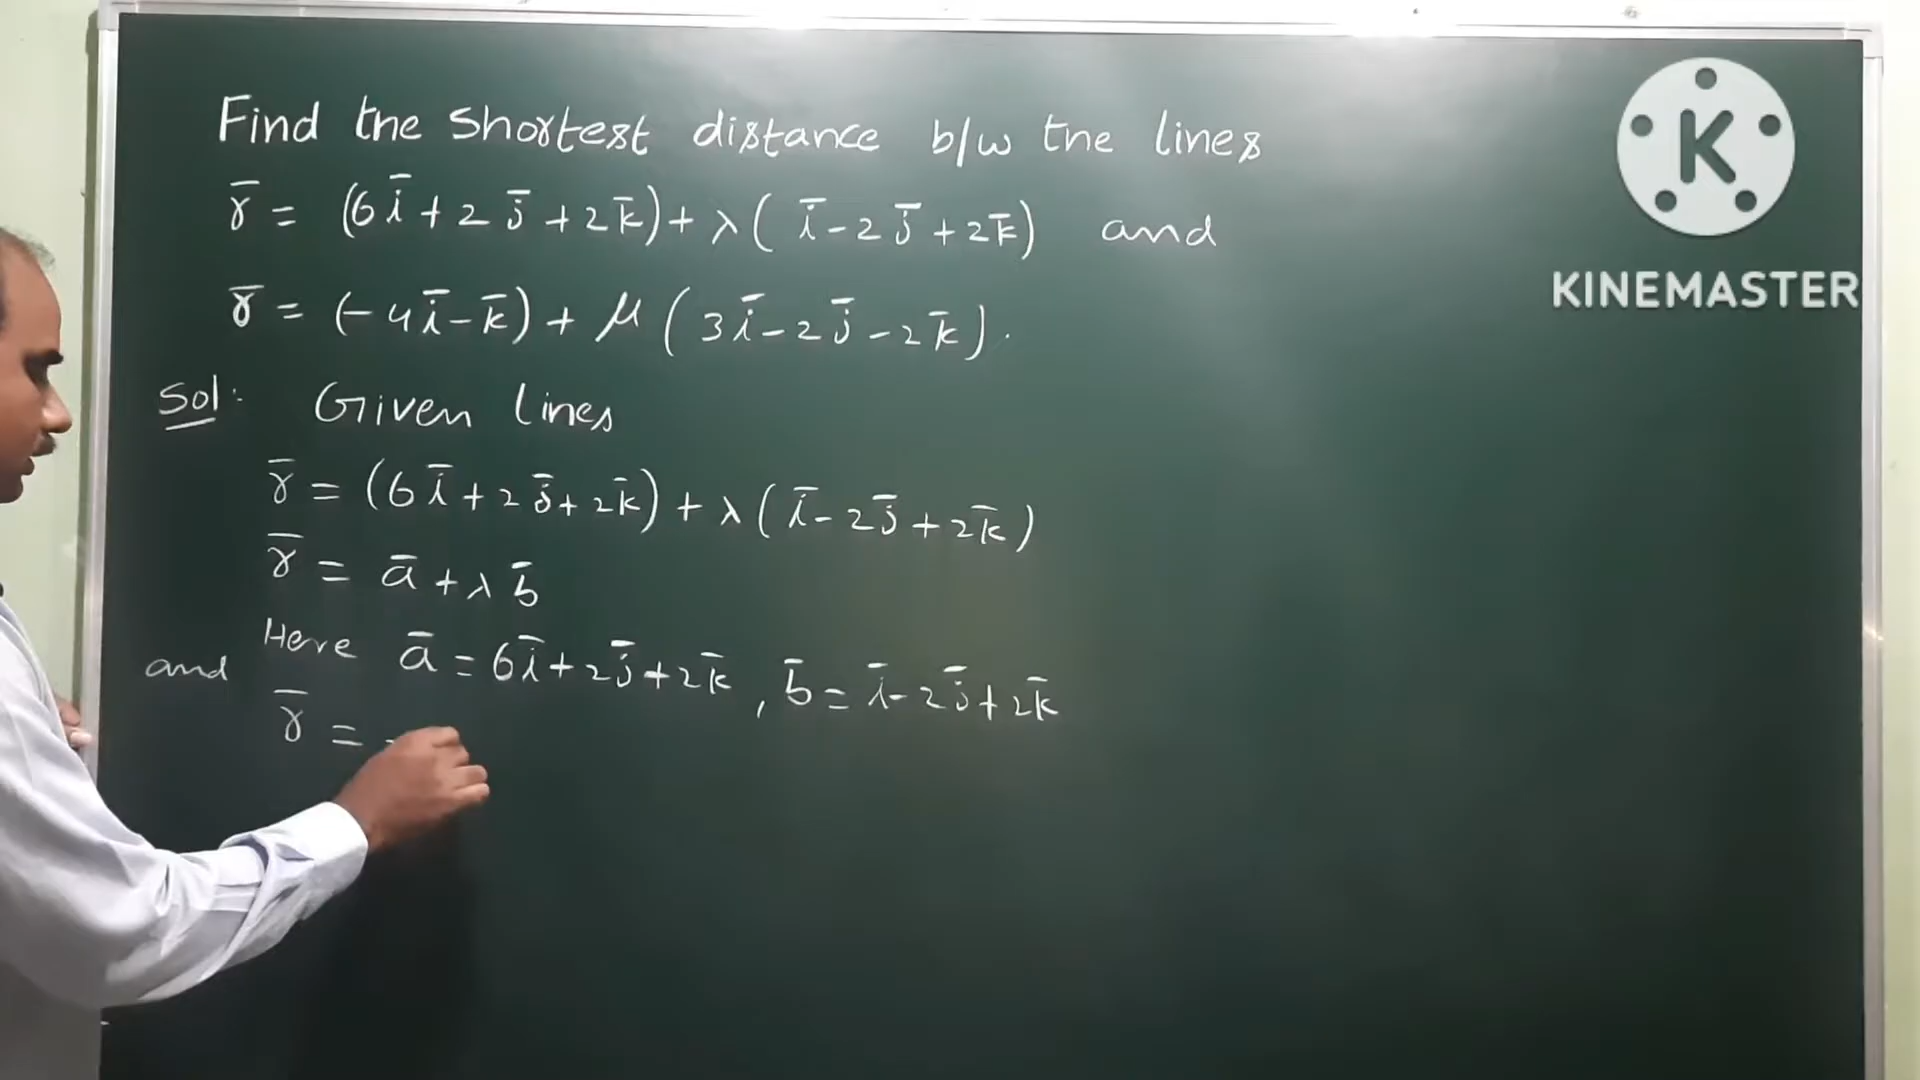 Find the Shortest distance b/w the lines
r̄ = (6ī + 2j̄ + 2k̄) + λ(ī - 2j̄ + 2k̄) and
r̄ = (-4ī - k̄) + μ(3ī - 2j̄ - 2k̄).
Sol: Given lines
r̄ = (6ī + 2j̄ + 2k̄) + λ(ī - 2j̄ + 2k̄)
r̄ = ā + λb̄
Here ā = 6ī + 2j̄ + 2k̄, b̄ = ī - 2j̄ + 2k̄
and
r̄ =
K
KINEMASTER